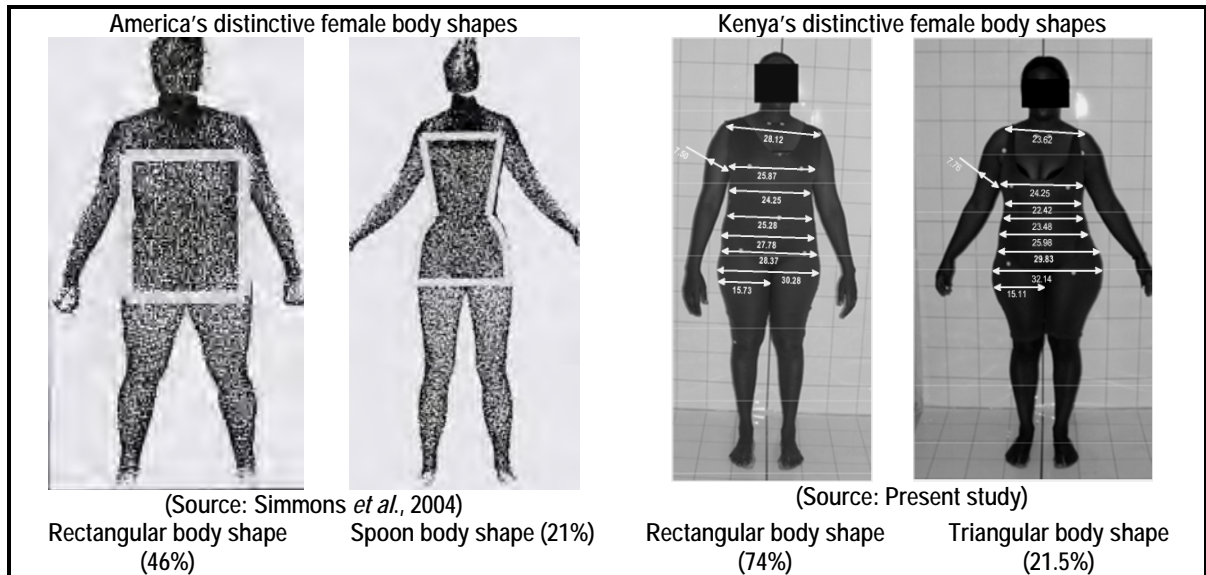 America's distinctive female body shapes
Kenya's distinctive female body shapes
28.12
7.88
25.87
24.25
25.28
27.78
28.37
30.28
15.73
23.62
7.76
24.25
22.42
23.48
25.98
29.83
32.14
15.11
(Source: Simmons et al., 2004)
(Source: Present study)
Rectangular body shape
(46%)
Spoon body shape (21%)
Rectangular body shape
(74%)
Triangular body shape
(21.5%)